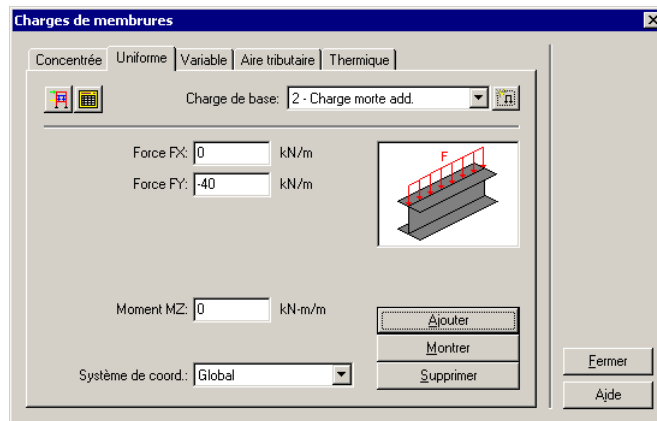 Charges de membrures
Concentrée Uniforme Variable Aire tributaire Thermique
Charge de base: 2 - Charge morte add.
Force FX: 0 kN/m
Force FY: -40 kN/m
F
Moment MZ: 0 kN-m/m
Ajouter
Montrer
Système de coord.: Global
Supprimer
Fermer
Aide